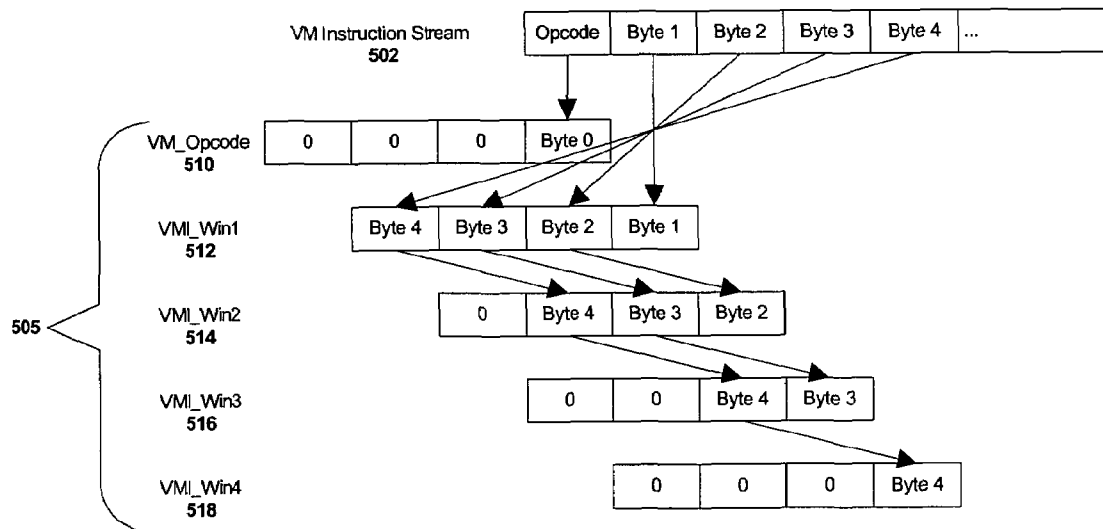 VM Instruction Stream
502
Opcode Byte 1 Byte 2 Byte 3 Byte 4 ...
VM_Opcode
510
0 0 0 Byte 0
VMI_Win1
512
Byte 4 Byte 3 Byte 2 Byte 1
VMI_Win2
514
0 Byte 4 Byte 3 Byte 2
505
VMI_Win3
516
0 0 Byte 4 Byte 3
VMI_Win4
518
0 0 0 Byte 4